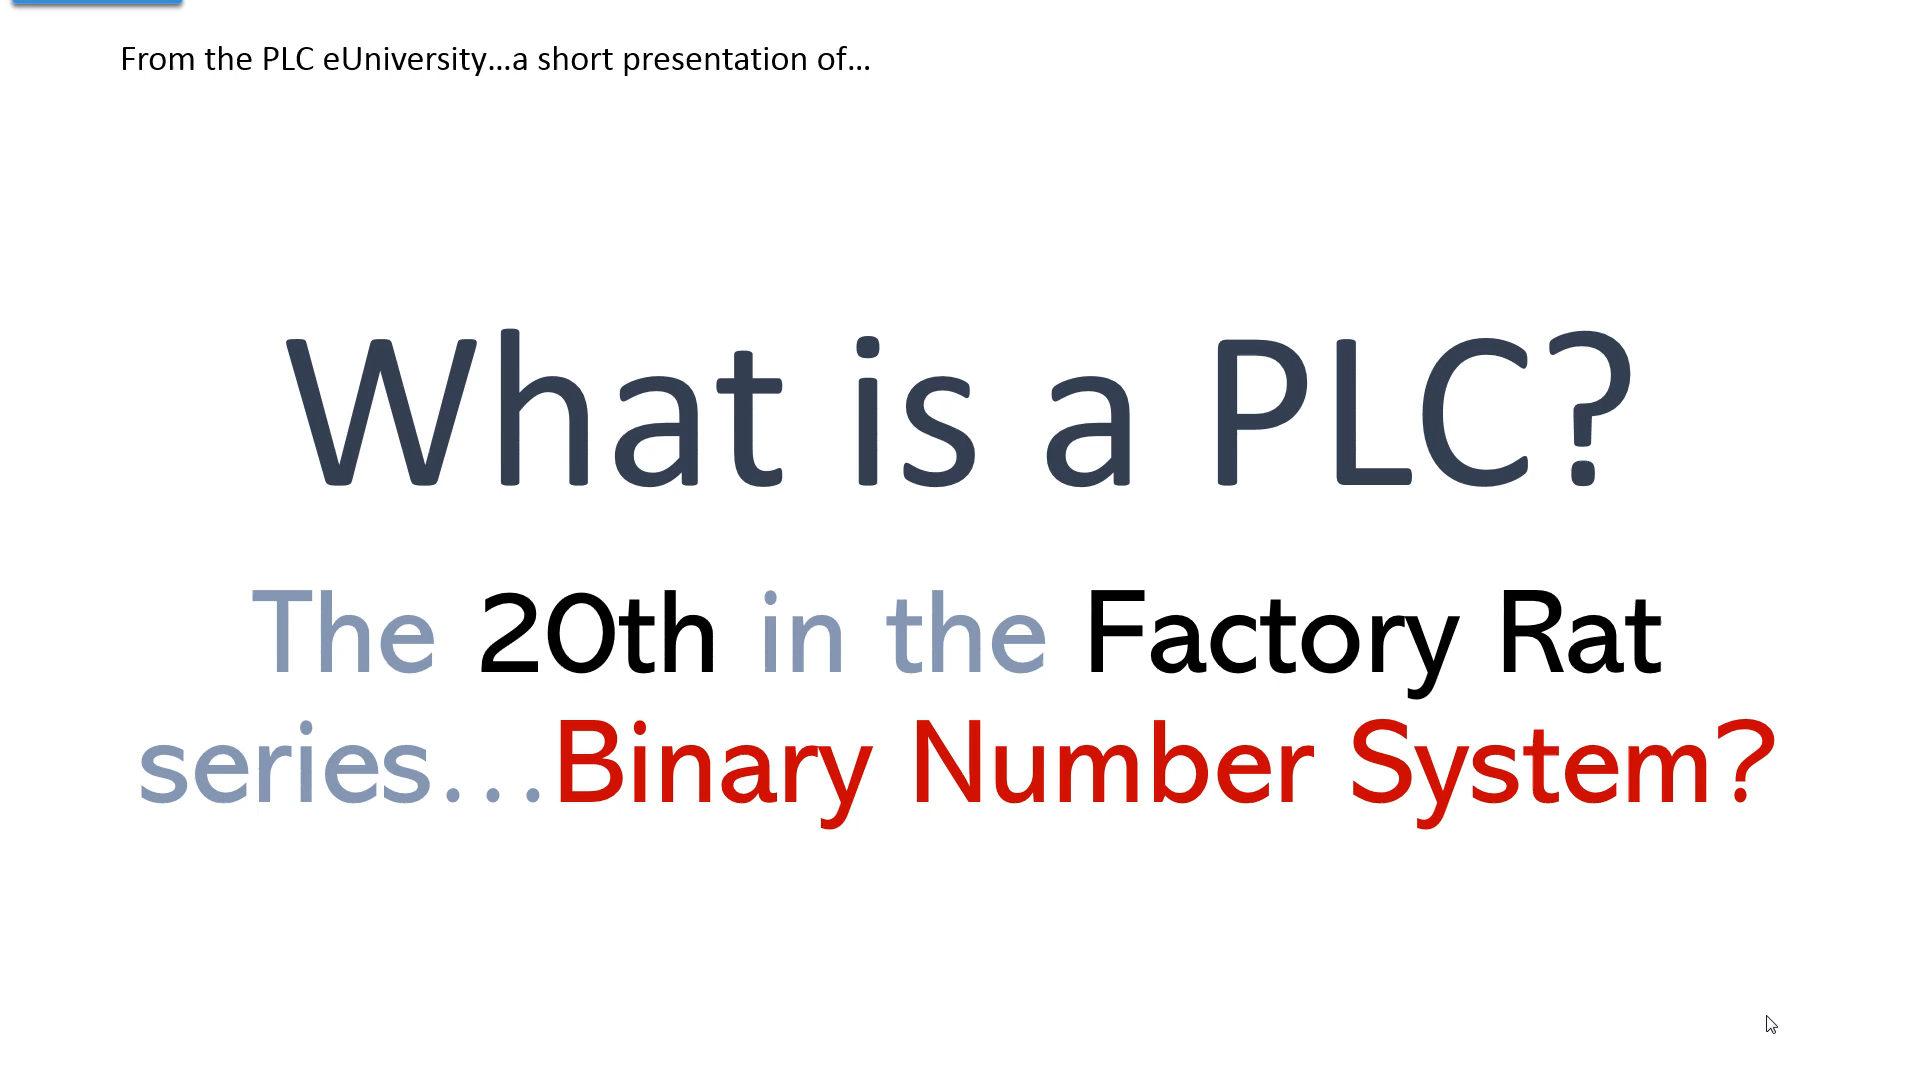 From the PLC eUniversity...a short presentation of...
What is a PLC?
The 20th in the Factory Rat
series...Binary Number System?